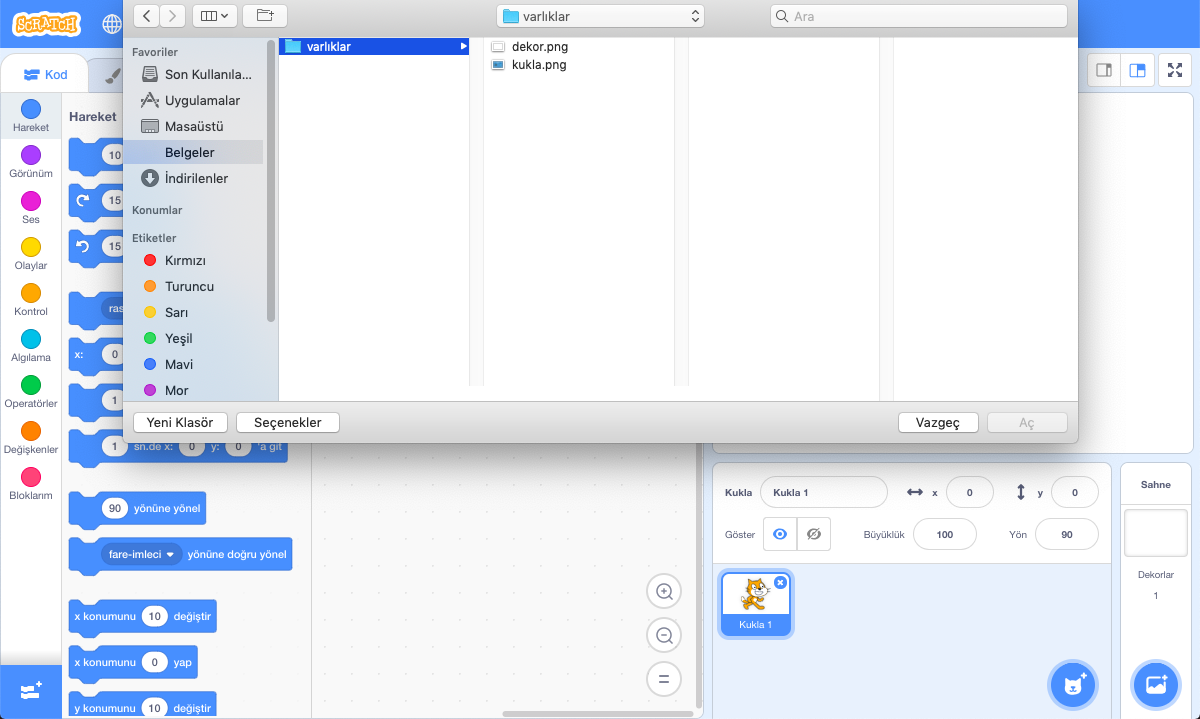 SCRATCH
varlıklar
Ara
Kod
Favoriler
Son Kullanıla...
Uygulamalar
Masaüstü
Belgeler
İndirilenler
Konumlar
Etiketler
Kırmızı
Turuncu
Sarı
Yeşil
Mavi
Mor
varlıklar
dekor.png
kukla.png
Yeni Klasör
Seçenekler
Vazgeç
Aç
Hareket
Görünüm
Ses
Olaylar
Kontrol
Algılama
Operatörler
Değişkenler
Bloklarım
Hareket
10
15
15
x: 0
1
1 sn.de x: 0 y: 0 'a git
90 yönüne yönel
fare-imleci yönüne doğru yönel
x konumunu 10 değiştir
x konumunu 0 yap
y konumunu 10 değiştir
Kukla Kukla 1 x 0 y 0
Göster Büyüklük 100 Yön 90
Kukla 1
Sahne
Dekorlar
1